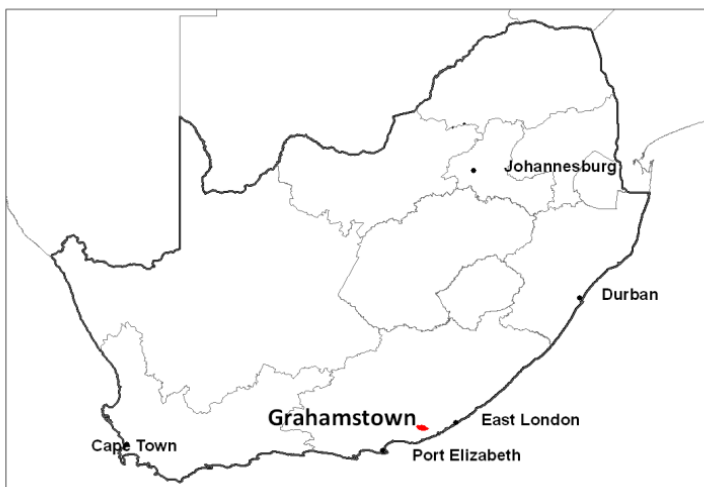 Johannesburg
Durban
Grahamstown
East London
Cape Town
Port Elizabeth